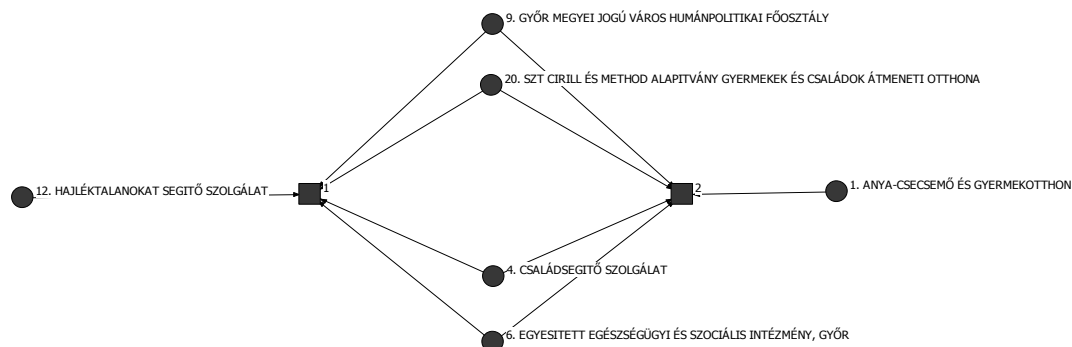 9. GYŐR MEGYEI JOGÚ VÁROS HUMÁNPOLITIKAI FŐOSZTÁLY
20. SZT CIRILL ÉS METHOD ALAPITVÁNY GYERMEKEK ÉS CSALÁDOK ÁTMENETI OTTHONA
12. HAJLÉKTALANOKAT SEGITŐ SZOLGÁLAT
1
2
1. ANYA-CSECSEMŐ ÉS GYERMEKOTTHON
4. CSALÁDSEGITŐ SZOLGÁLAT
6. EGYESITETT EGÉSZSÉGÜGYI ÉS SZOCIÁLIS INTÉZMÉNY, GYŐR